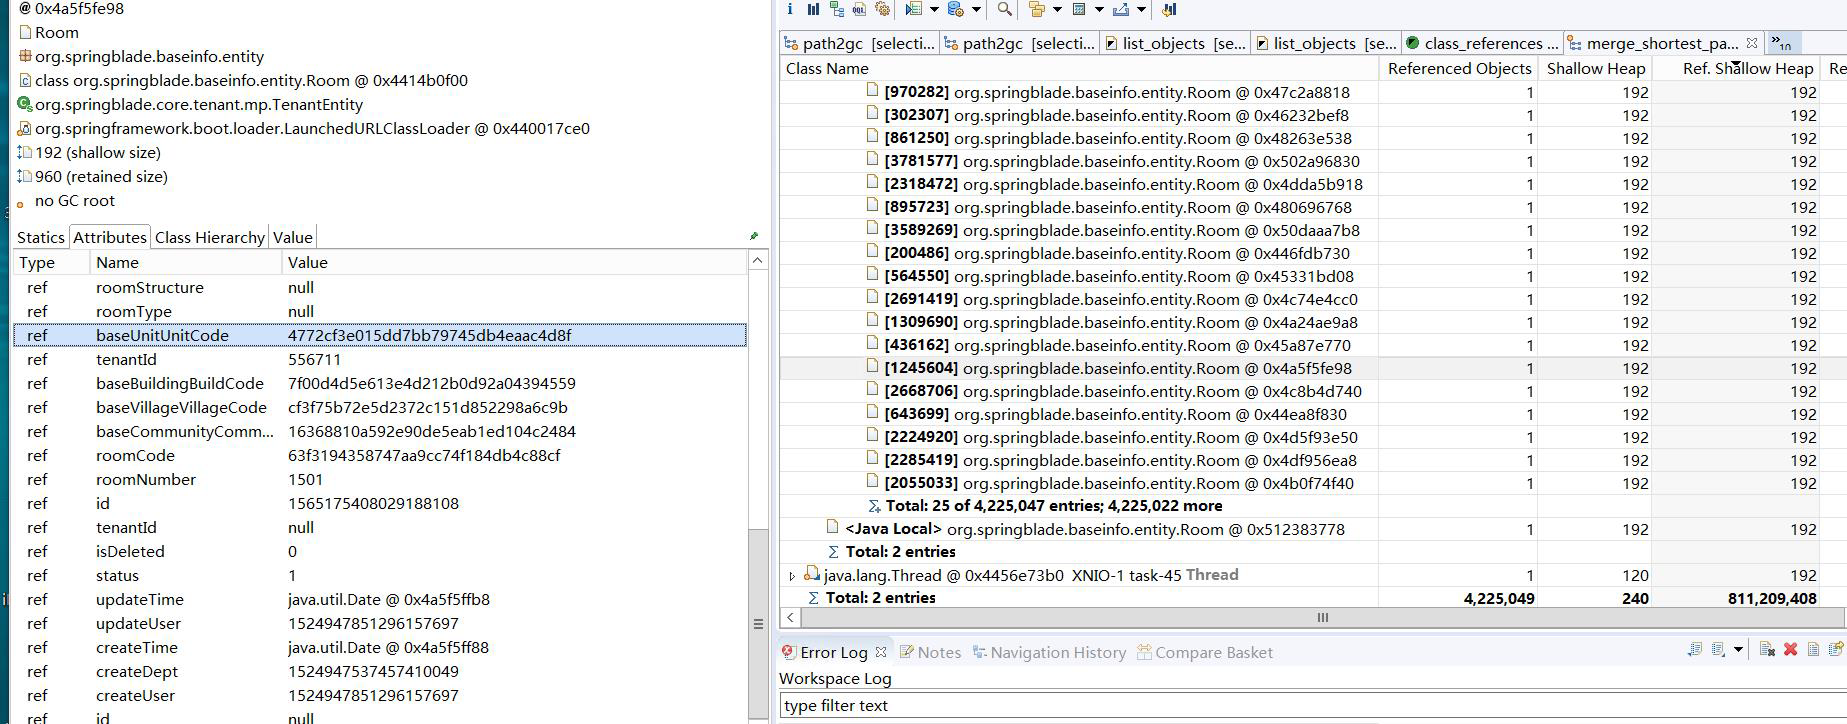 @ 0x4a5f5fe98
Room
org.springblade.baseinfo.entity
class org.springblade.baseinfo.entity.Room @ 0x4414b0f00
org.springblade.core.tenant.mp.TenantEntity
org.springframework.boot.loader.LaunchedURLClassLoader @ 0x440017ce0
192 (shallow size)
960 (retained size)
no GC root
Statics Attributes Class Hierarchy Value
Type Name Value
ref roomStructure null
ref roomType null
ref baseUnitUnitCode 4772cf3e015dd7bb79745db4eaac4d8f
ref tenantId 556711
ref baseBuildingBuildCode 7f00d4d5e613e4d212b0d92a04394559
ref baseVillageVillageCode cf3f75b72e5d2372c151d852298a6c9b
ref baseCommunityComm... 16368810a592e90de5eab1ed104c2484
ref roomCode 63f3194358747aa9cc74f184db4c88cf
ref roomNumber 1501
ref id 1565175408029188108
ref tenantId null
ref isDeleted 0
ref status 1
ref updateTime java.util.Date @ 0x4a5f5ffb8
ref updateUser 1524947851296157697
ref createTime java.util.Date @ 0x4a5f5ff88
ref createDept 1524947537457410049
ref createUser 1524947851296157697
ref id null
path2gc [selecti... path2gc [selecti... list_objects [se... list_objects [se... class_references ... merge_shortest_pa... »10
Class Name Referenced Objects Shallow Heap Ref. Shallow Heap Re
[970282] org.springblade.baseinfo.entity.Room @ 0x47c2a8818 1 192 192
[302307] org.springblade.baseinfo.entity.Room @ 0x46232bef8 1 192 192
[861250] org.springblade.baseinfo.entity.Room @ 0x48263e538 1 192 192
[3781577] org.springblade.baseinfo.entity.Room @ 0x502a96830 1 192 192
[2318472] org.springblade.baseinfo.entity.Room @ 0x4dda5b918 1 192 192
[895723] org.springblade.baseinfo.entity.Room @ 0x480696768 1 192 192
[3589269] org.springblade.baseinfo.entity.Room @ 0x50daaa7b8 1 192 192
[200486] org.springblade.baseinfo.entity.Room @ 0x446fdb730 1 192 192
[564550] org.springblade.baseinfo.entity.Room @ 0x45331bd08 1 192 192
[2691419] org.springblade.baseinfo.entity.Room @ 0x4c74e4cc0 1 192 192
[1309690] org.springblade.baseinfo.entity.Room @ 0x4a24ae9a8 1 192 192
[436162] org.springblade.baseinfo.entity.Room @ 0x45a87e770 1 192 192
[1245604] org.springblade.baseinfo.entity.Room @ 0x4a5f5fe98 1 192 192
[2668706] org.springblade.baseinfo.entity.Room @ 0x4c8b4d740 1 192 192
[643699] org.springblade.baseinfo.entity.Room @ 0x44ea8f830 1 192 192
[2224920] org.springblade.baseinfo.entity.Room @ 0x4d5f93e50 1 192 192
[2285419] org.springblade.baseinfo.entity.Room @ 0x4df956ea8 1 192 192
[2055033] org.springblade.baseinfo.entity.Room @ 0x4b0f74f40 1 192 192
Total: 25 of 4,225,047 entries; 4,225,022 more
<Java Local> org.springblade.baseinfo.entity.Room @ 0x512383778 1 192 192
Total: 2 entries
java.lang.Thread @ 0x4456e73b0 XNIO-1 task-45 Thread 1 120 192
Total: 2 entries 4,225,049 240 811,209,408
Error Log Notes Navigation History Compare Basket
Workspace Log
type filter text